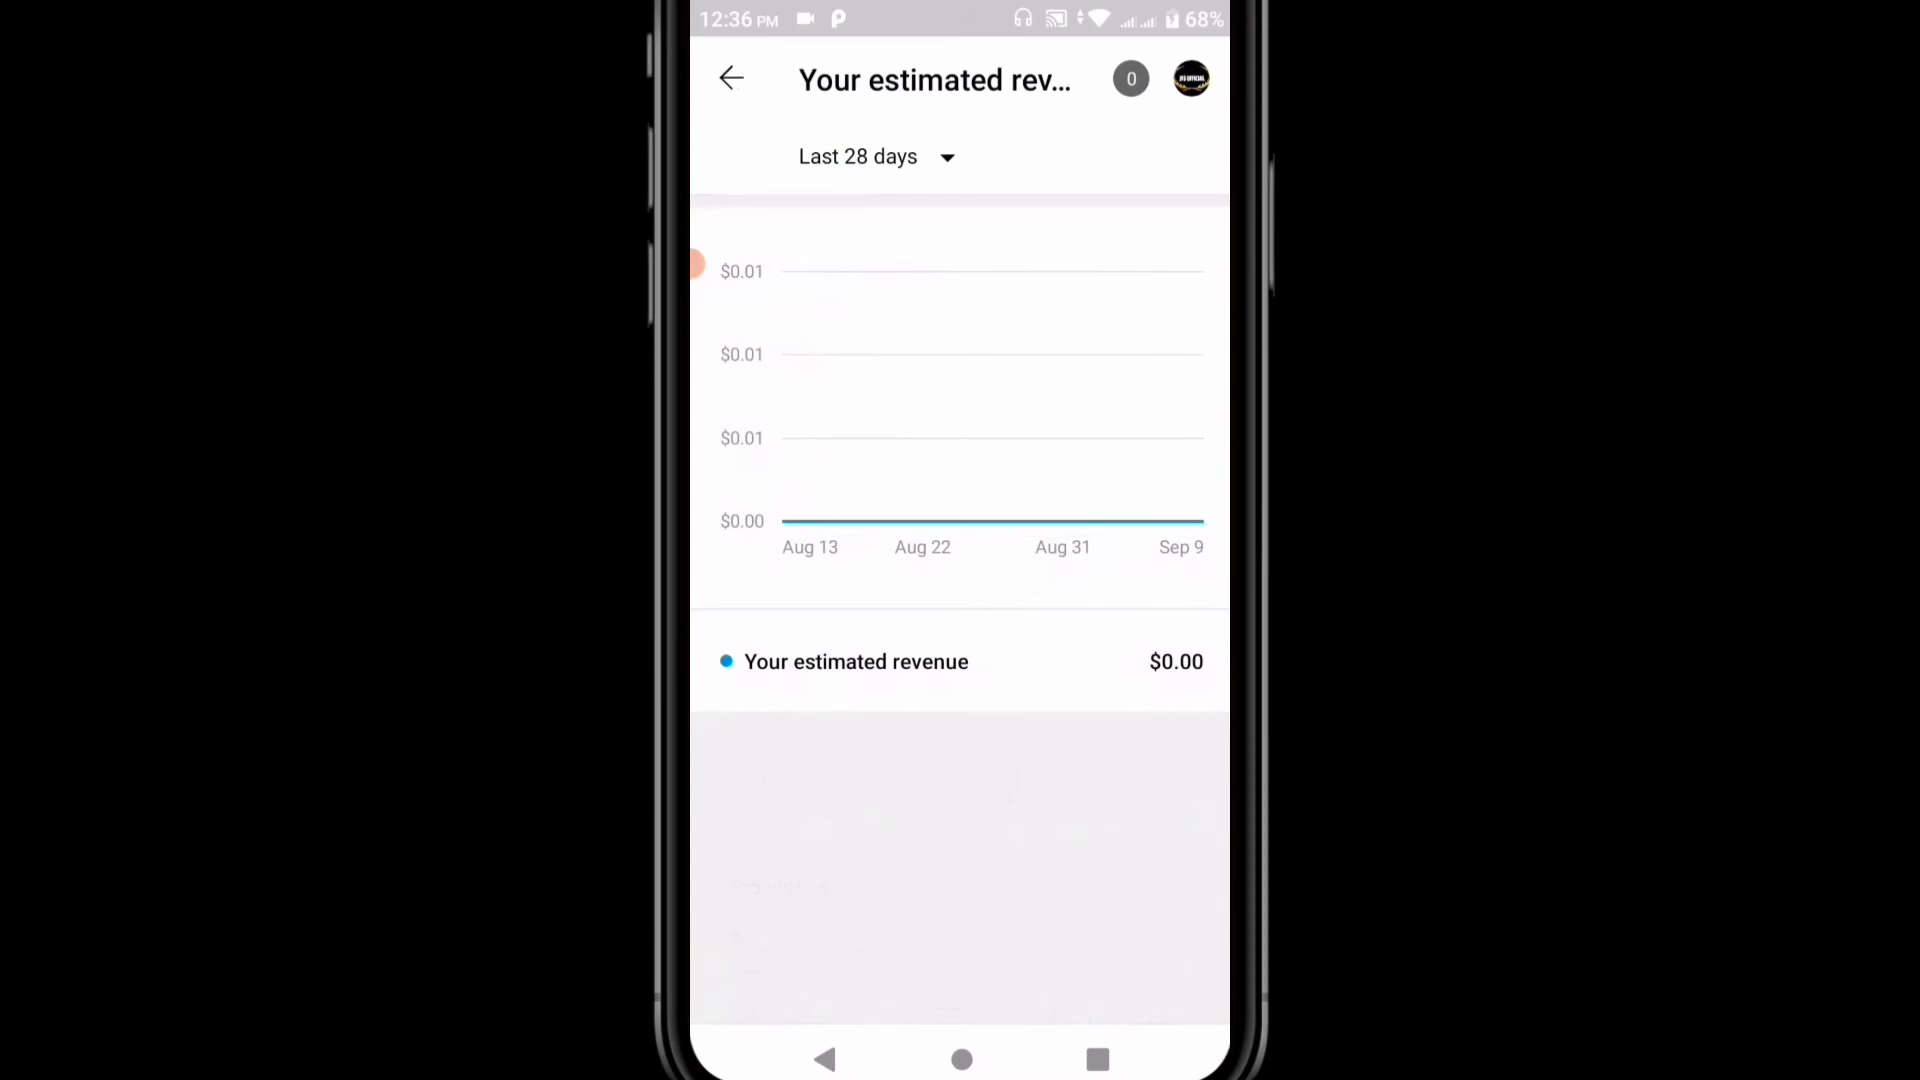 12:36 PM 68%
Your estimated rev... 0
Last 28 days
$0.01
$0.01
$0.01
$0.00
Aug 13 Aug 22 Aug 31 Sep 9
Your estimated revenue $0.00